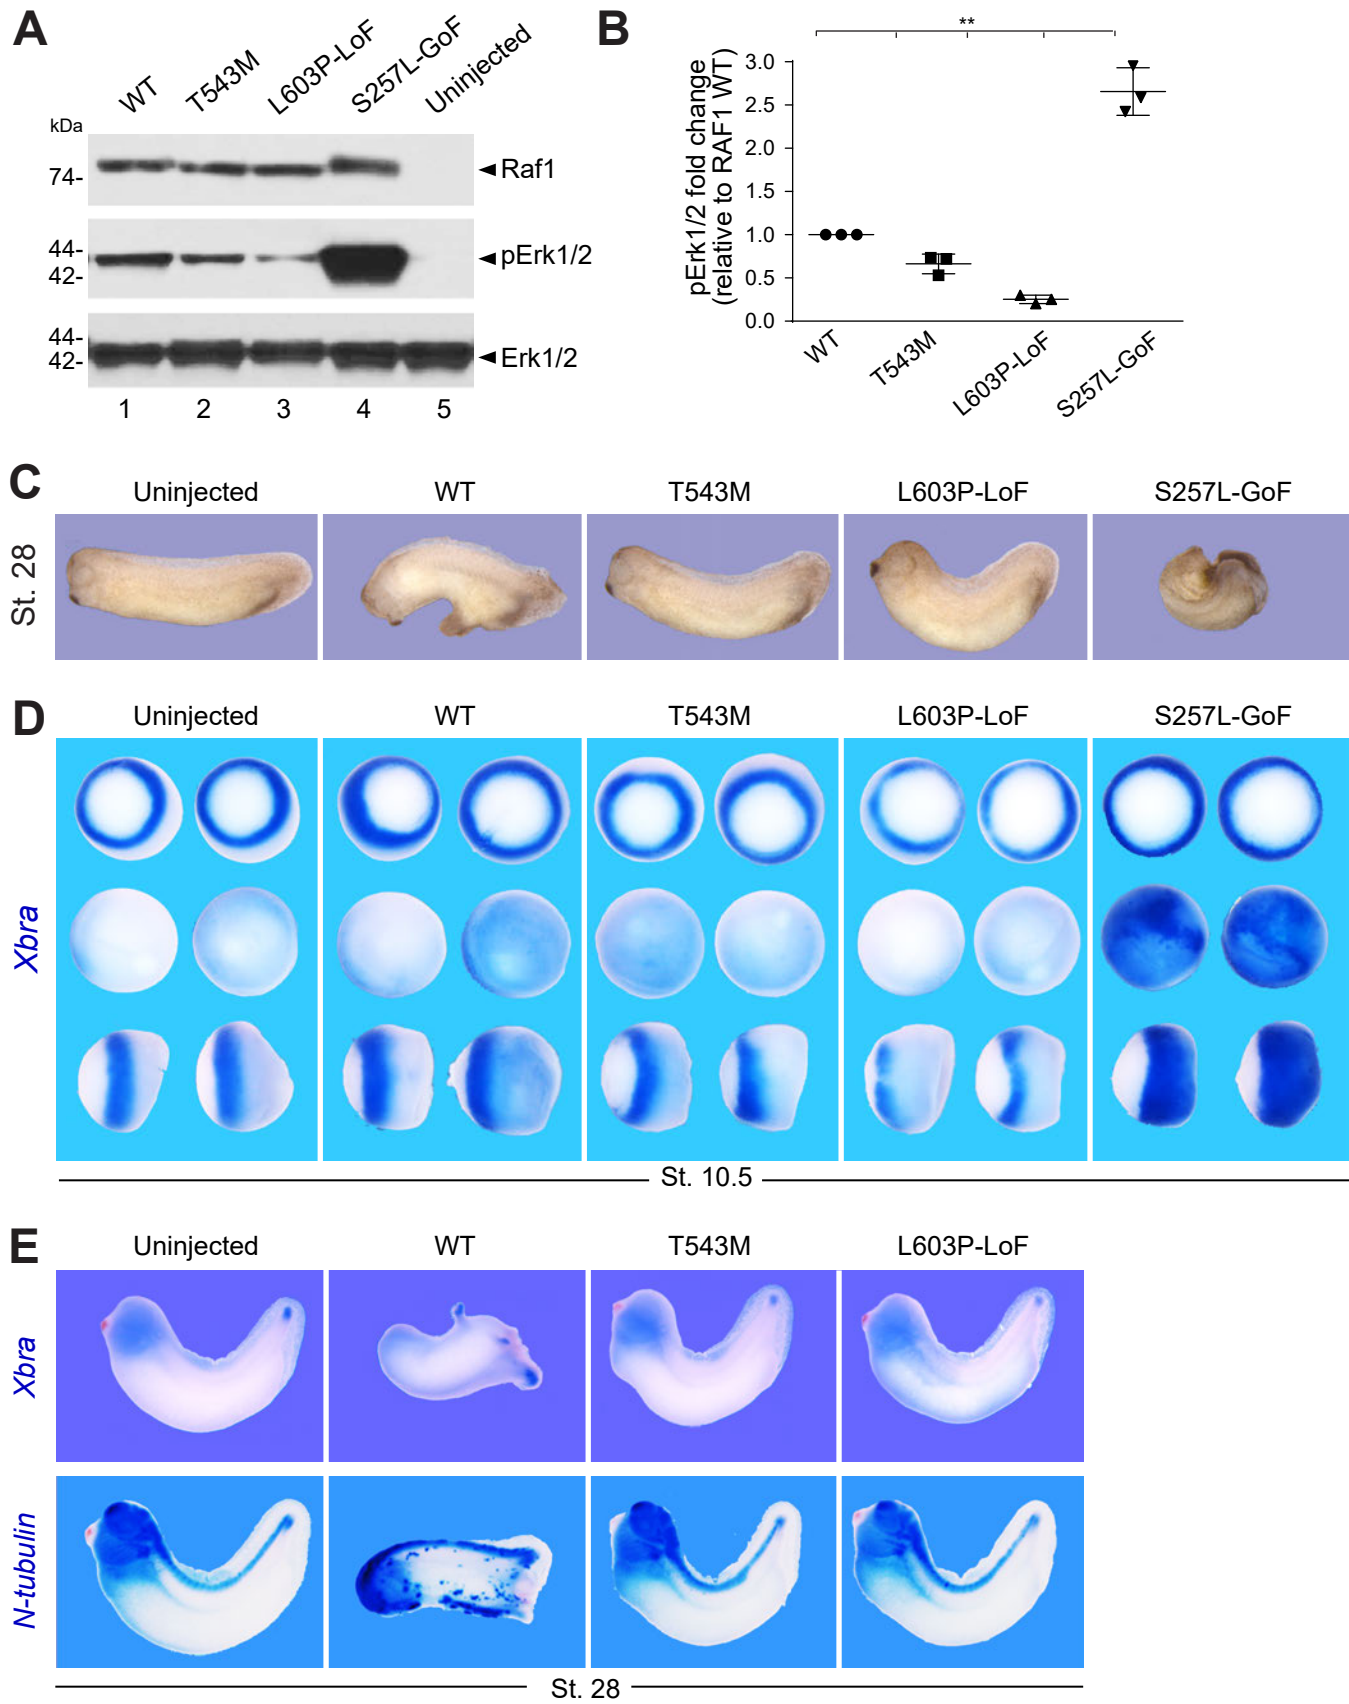 A
WT
T543M
L603P-LoF
S257L-GoF
Uninjected
kDa
74-
Raf1
44-
42-
pErk1/2
44-
42-
Erk1/2
1 2 3 4 5
B
**
pErk1/2 fold change
(relative to RAF1 WT)
3.0
2.5
2.0
1.5
1.0
0.5
0.0
WT
T543M
L603P-LoF
S257L-GoF
C
Uninjected WT T543M L603P-LoF S257L-GoF
St. 28
D
Uninjected WT T543M L603P-LoF S257L-GoF
Xbra
St. 10.5
E
Uninjected WT T543M L603P-LoF
Xbra
N-tubulin
St. 28